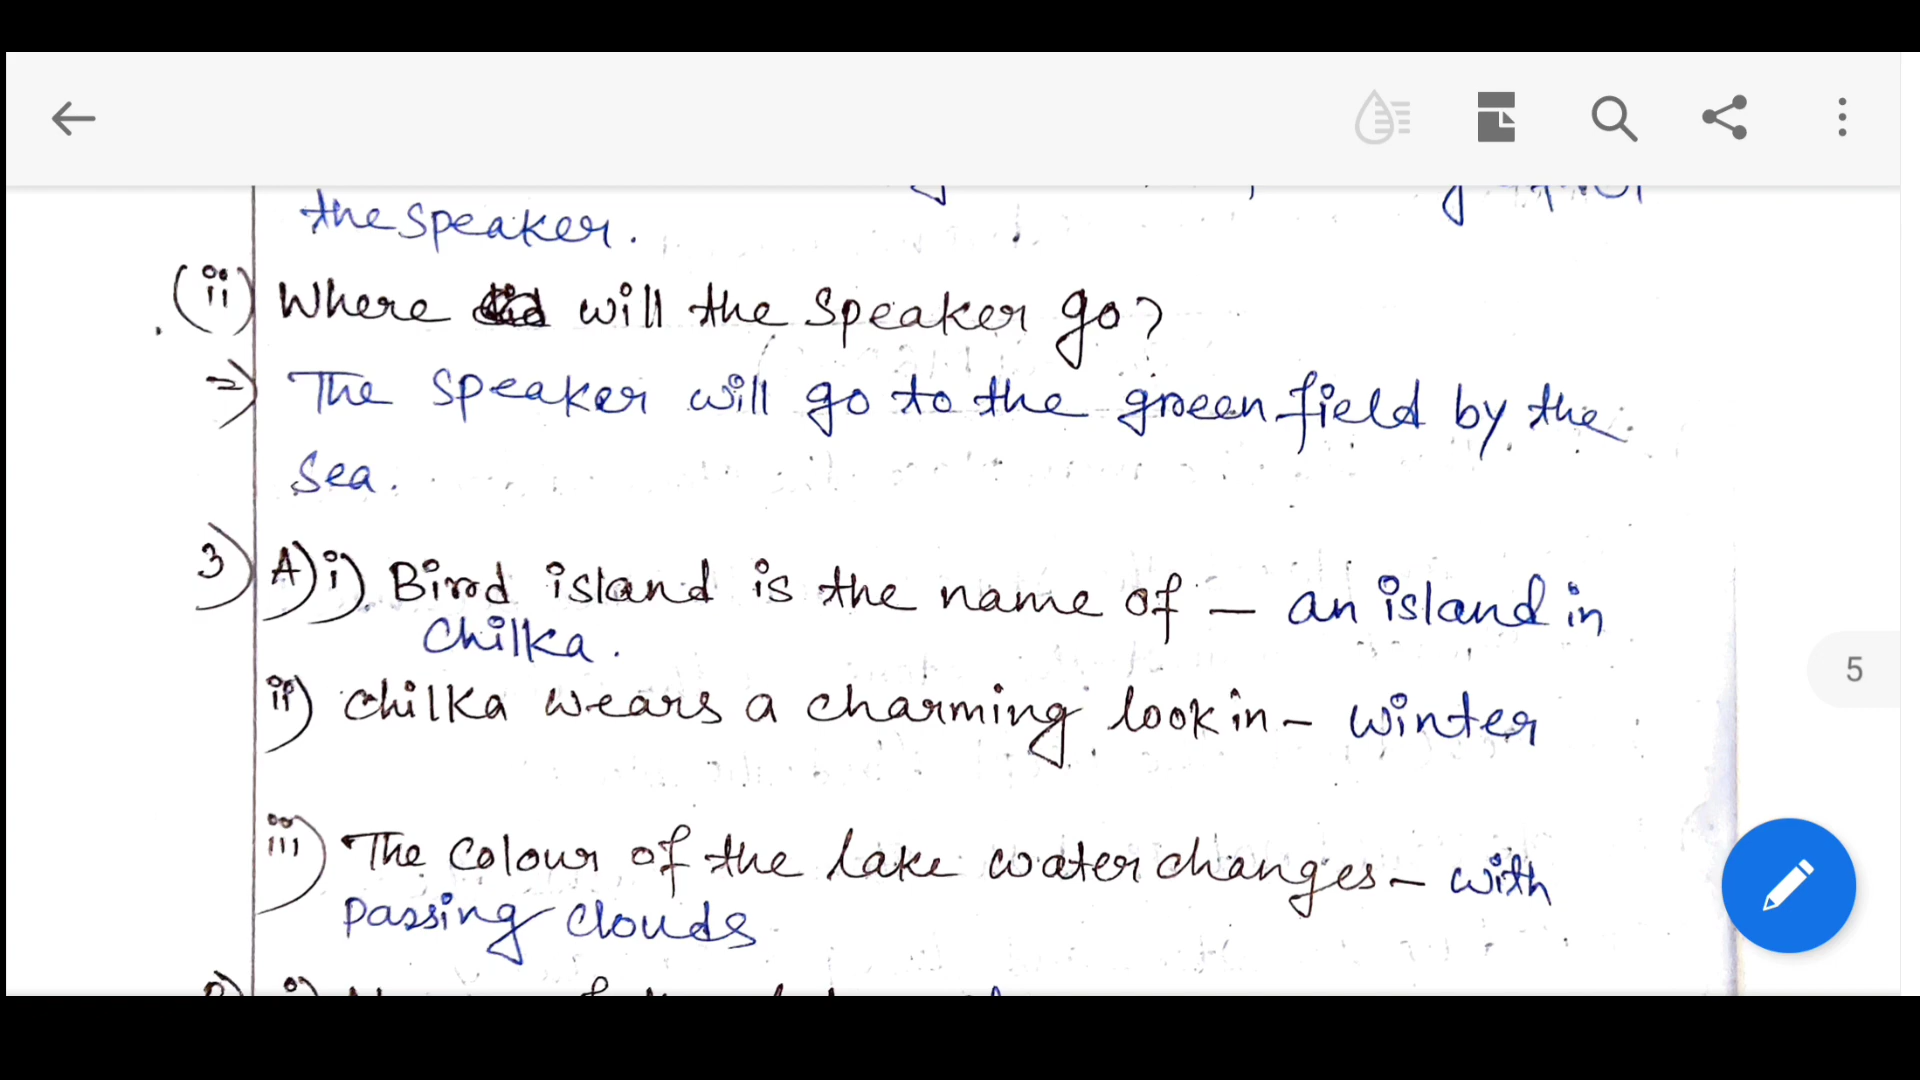 the speaker.
(ii) Where will the speaker go?
=> The speaker will go to the green field by the
sea.
3) A) i) Bird island is the name of - an island in
Chilka.
ii) chilka wears a charming look in - winter
iii) The colour of the lake water changes - with
passing clouds
5